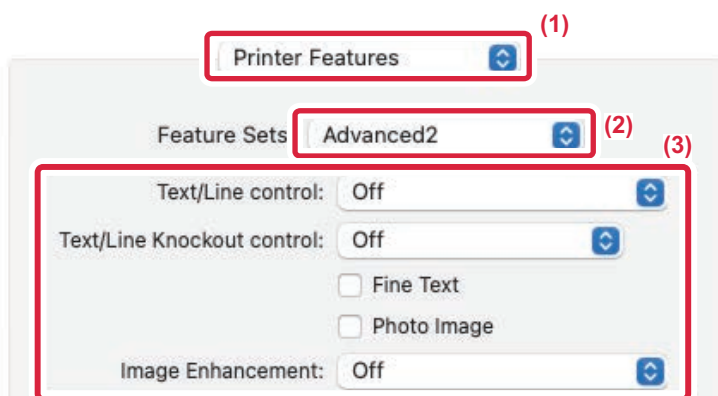 (1)
Printer Features
Feature Sets Advanced2 (2)
(3)
Text/Line control: Off
Text/Line Knockout control: Off
Fine Text
Photo Image
Image Enhancement: Off